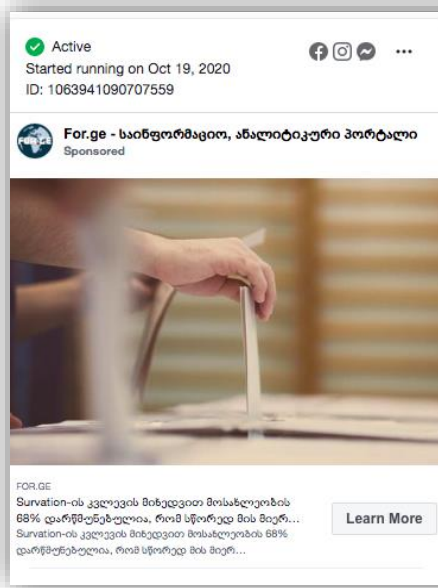 Active
Started running on Oct 19, 2020
ID: 1063941090707559
FOR.GE
For.ge - საინფორმაციო, ანალიტიკური პორტალი
Sponsored
FOR.GE
Survation-ის კვლევის მიხედვით მოსახლეობის
68% დარწმუნებულია, რომ სწორედ მის მიერ...
Learn More
Survation-ის კვლევის მიხედვით მოსახლეობის 68%
დარწმუნებულია, რომ სწორედ მის მიერ...